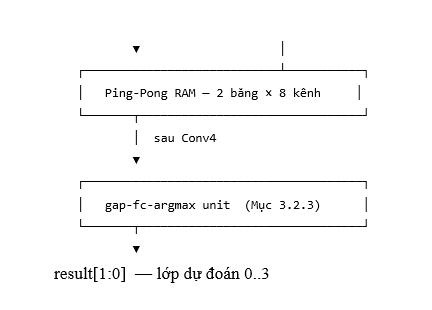 Ping-Pong RAM — 2 băng × 8 kênh
sau Conv4
gap-fc-argmax unit (Mục 3.2.3)
result[1:0] — lớp dự đoán 0..3